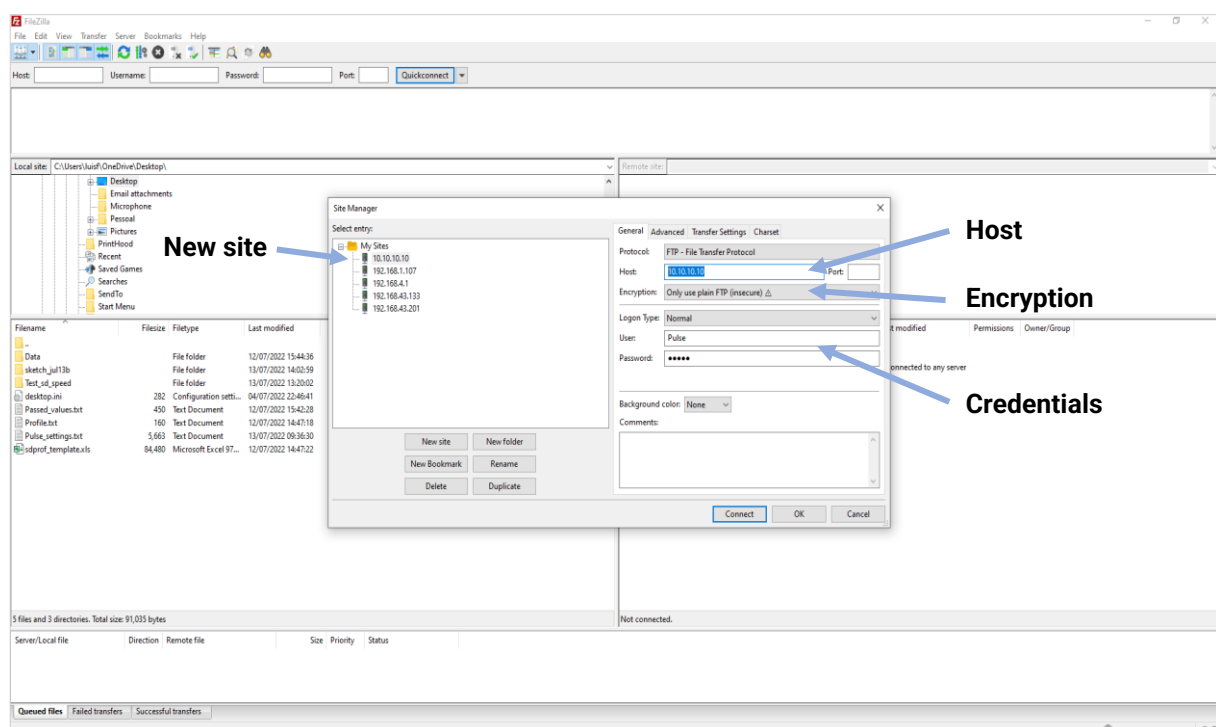 FileZilla
File Edit View Transfer Server Bookmarks Help
Host: Username: Password: Port: Quickconnect
Local site: C:\Users\luisf\OneDrive\Desktop\
Remote site:
Desktop
Email attachments
Microphone
Pessoal
Pictures
PrintHood
Recent
Saved Games
Searches
SendTo
Start Menu
New site
Site Manager
Select entry:
My Sites
10.10.10.10
192.168.1.107
192.168.4.1
192.168.43.133
192.168.43.201
New site New folder
New Bookmark Rename
Delete Duplicate
General Advanced Transfer Settings Charset
Protocol: FTP - File Transfer Protocol
Host: 10.10.10.10 Port:
Encryption: Only use plain FTP (insecure) ⚠
Logon Type: Normal
User: Pulse
Password: •••••
Background color: None
Comments:
Connect OK Cancel
Host
Encryption
Credentials
Filename Filesize Filetype Last modified
..
Data File folder 12/07/2022 15:44:36
sketch_jul13b File folder 13/07/2022 14:02:59
Test_sd_speed File folder 13/07/2022 13:20:02
desktop.ini 282 Configuration setti... 04/07/2022 22:46:41
Passed_values.txt 450 Text Document 12/07/2022 15:42:28
Profile.txt 160 Text Document 12/07/2022 14:47:18
Pulse_settings.txt 5,663 Text Document 13/07/2022 09:36:30
sdprof_template.xls 84,480 Microsoft Excel 97... 12/07/2022 14:47:22
t modified Permissions Owner/Group
onnected to any server
5 files and 3 directories. Total size: 91,035 bytes
Not connected.
Server/Local file Direction Remote file Size Priority Status
Queued files Failed transfers Successful transfers